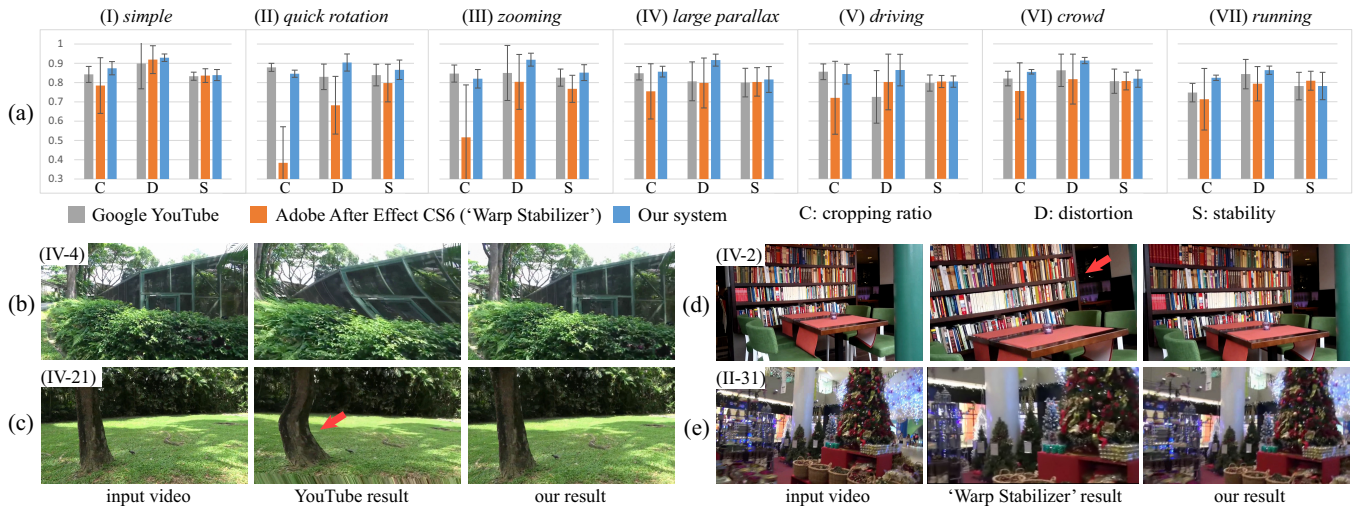 (I) simple (II) quick rotation (III) zooming (IV) large parallax (V) driving (VI) crowd (VII) running
(a)
1
0.9
0.8
0.7
0.6
0.5
0.4
0.3
C D S C D S C D S C D S C D S C D S C D S
Google YouTube Adobe After Effect CS6 (‘Warp Stabilizer’) Our system C: cropping ratio D: distortion S: stability
(b)
(IV-4)
(d)
(IV-2)
(c)
(IV-21)
(e)
(II-31)
input video YouTube result our result input video ‘Warp Stabilizer’ result our result